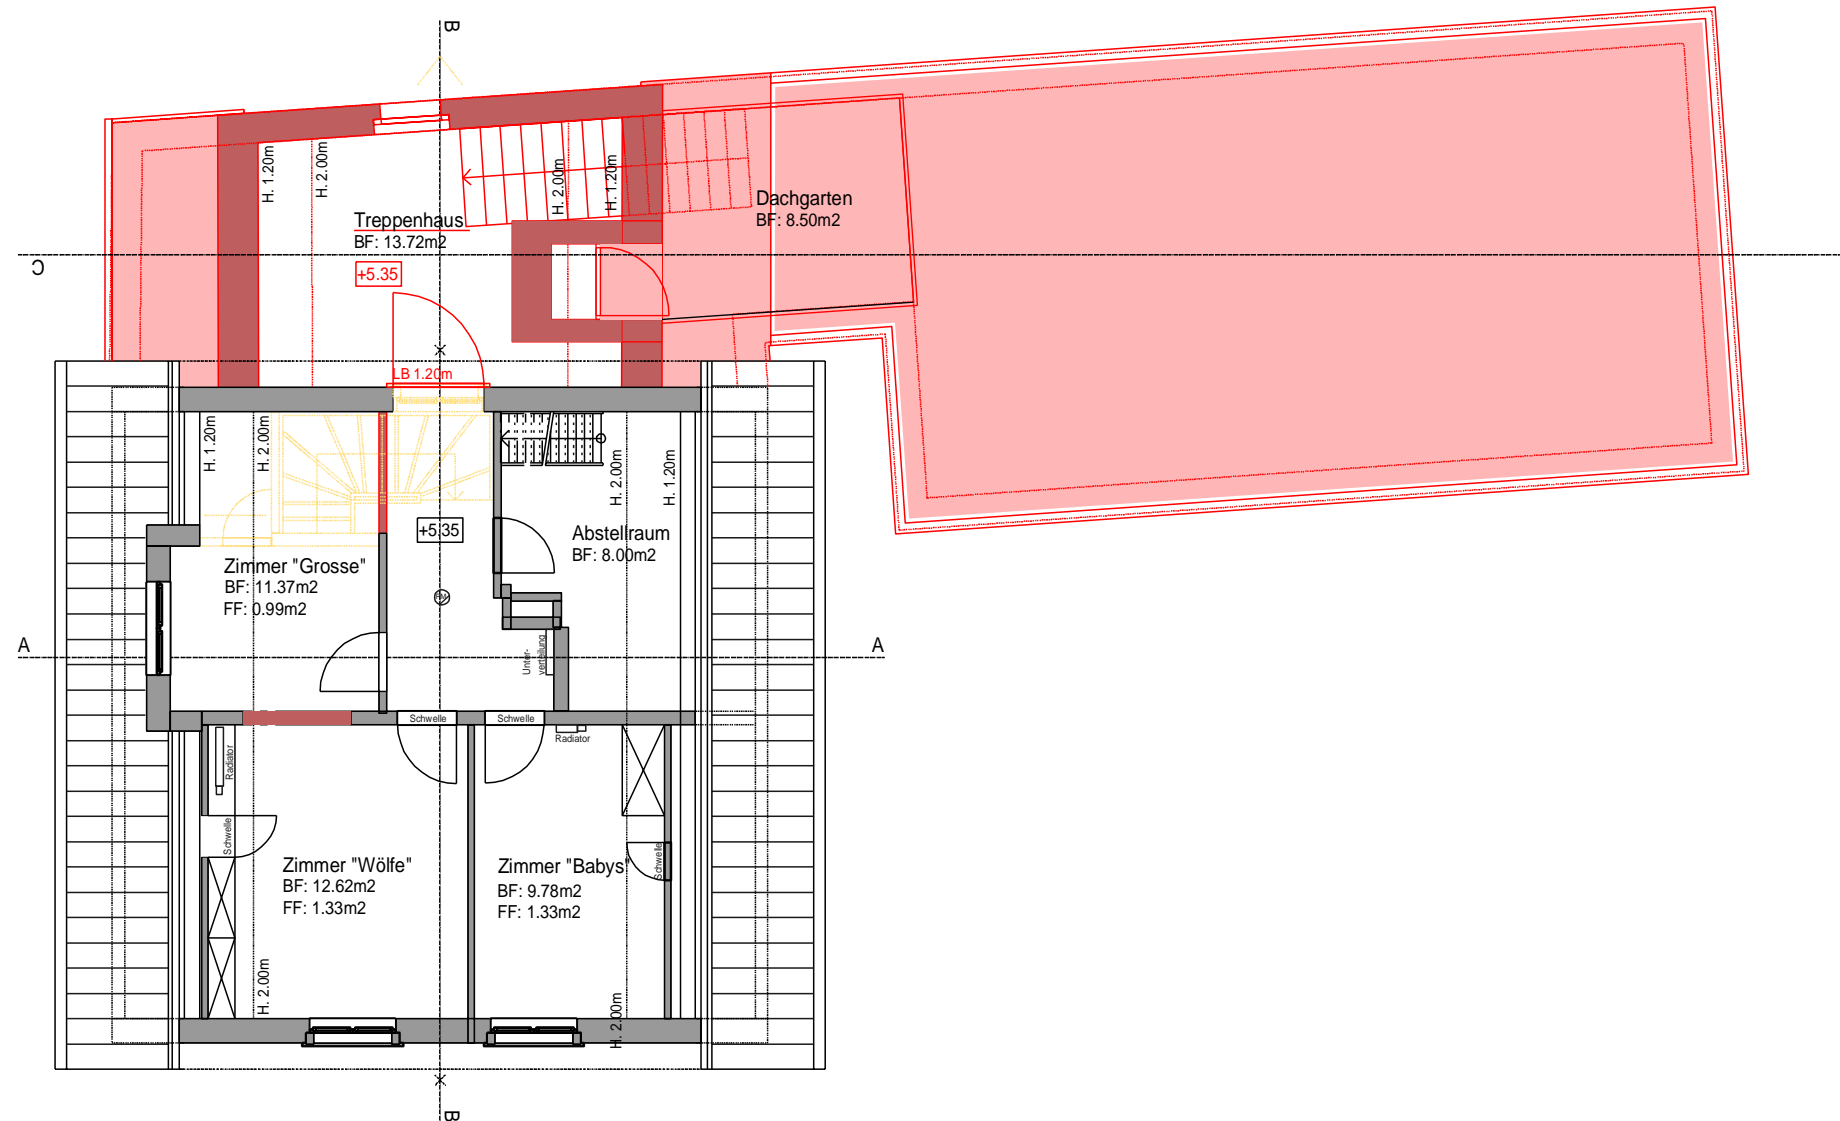 B
H. 1.20m
H. 2.00m
H. 2.00m
H. 1.20m
Treppenhaus
BF: 13.72m2
+5.35
Dachgarten
BF: 8.50m2
C
LB 1.20m
H. 1.20m
H. 2.00m
H. 2.00m
H. 1.20m
+5.35
Abstellraum
BF: 8.00m2
Zimmer "Grosse"
BF: 11.37m2
FF: 0.99m2
RM
A
A
Unter-
verteilung
Schwelle
Schwelle
Radiator
Radiator
Schwelle
Schwelle
Zimmer "Wölfe"
BF: 12.62m2
FF: 1.33m2
Zimmer "Babys"
BF: 9.78m2
FF: 1.33m2
H. 2.00m
H. 2.00m
B